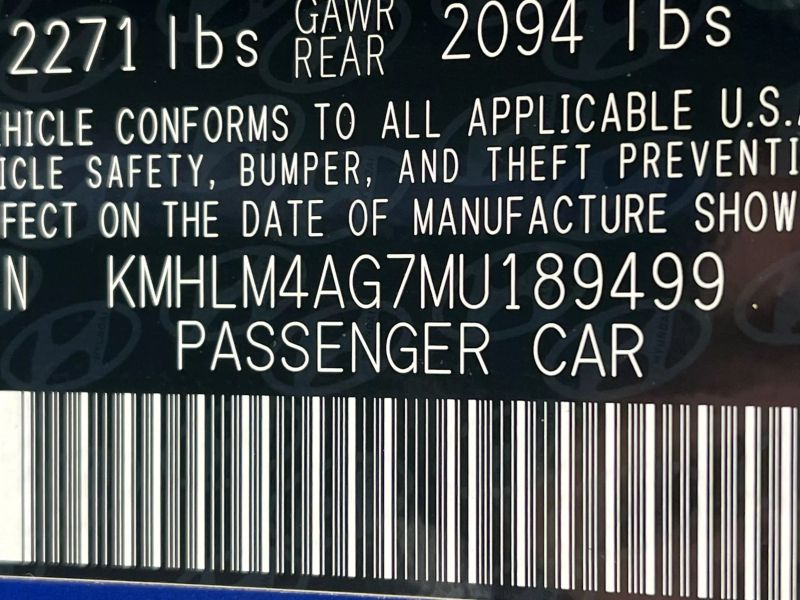 2271 lbs GAWR REAR 2094 lbs
EHICLE CONFORMS TO ALL APPLICABLE U.S.A
ICLE SAFETY, BUMPER, AND THEFT PREVENTI
FECT ON THE DATE OF MANUFACTURE SHOW
N KMHLM4AG7MU189499
PASSENGER CAR